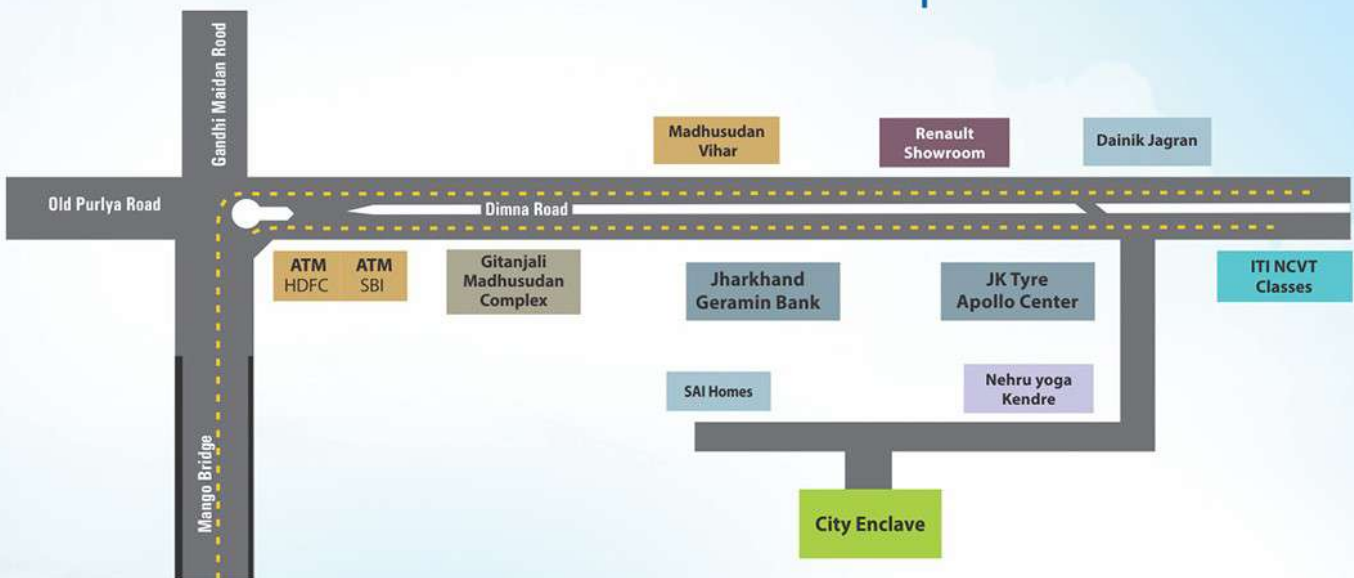 Gandhi Maidan Rood
Madhusudan
Vihar
Renault
Showroom
Dainik Jagran
Old Purlya Road
Dimna Road
ATM
HDFC
ATM
SBI
Gitanjali
Madhusudan
Complex
Jharkhand
Geramin Bank
JK Tyre
Apollo Center
ITI NCVT
Classes
SAI Homes
Nehru yoga
Kendre
Mango Bridge
City Enclave